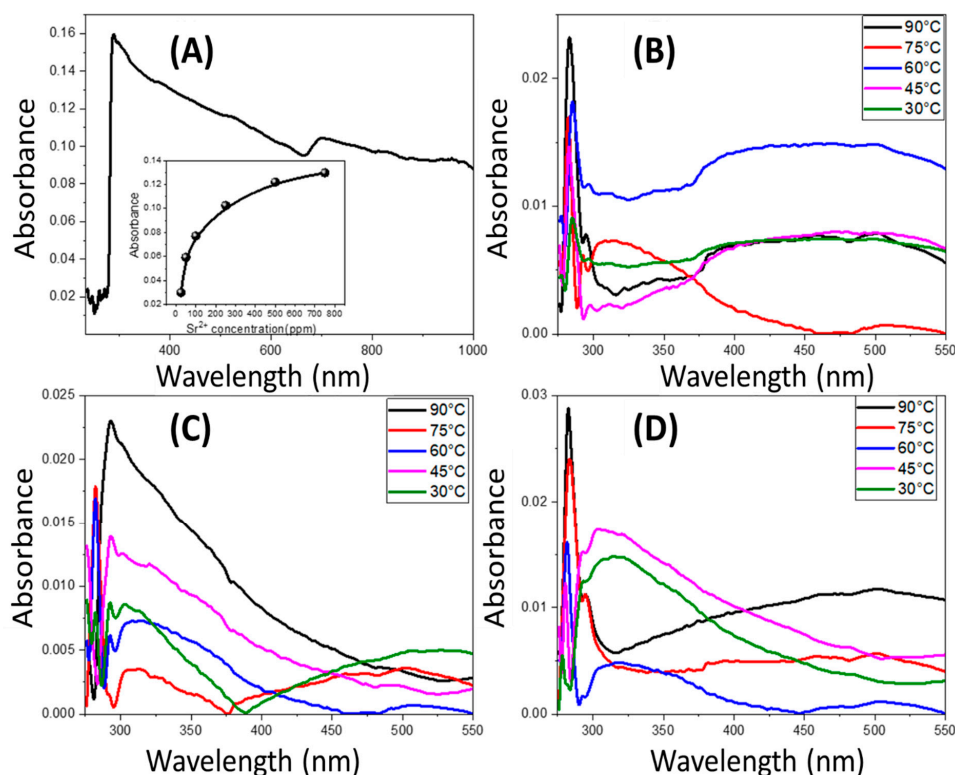 (A)
Absorbance
0.16
0.14
0.12
0.10
0.08
0.06
0.04
0.02
400
600
800
1000
Wavelength (nm)
Absorbance
0.14
0.12
0.10
0.08
0.06
0.04
0.02
0 100 200 300 400 500 600 700 800
Sr²⁺ concentration(ppm)
(B)
Absorbance
0.02
0.01
0.00
300 350 400 450 500 550
Wavelength (nm)
90°C
75°C
60°C
45°C
30°C
(C)
Absorbance
0.025
0.020
0.015
0.010
0.005
0.000
300 350 400 450 500 550
Wavelength (nm)
90°C
75°C
60°C
45°C
30°C
(D)
Absorbance
0.03
0.02
0.01
0.00
300 350 400 450 500 550
Wavelength (nm)
90°C
75°C
60°C
45°C
30°C